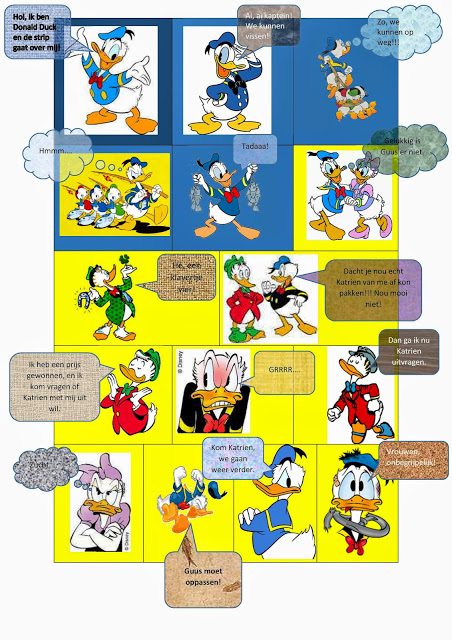 Hoi, ik ben
Donald Duck
en de strip
gaat over mij!
Ai, ai kaptein!
We kunnen
vissen!
Zo, we
kunnen op
weg!!!
Hmmm....
Tadaaa!
Gelukkig is
Guus er niet.
He, een
klavertje
vier!
Dacht je nou echt
Katrien van me af kon
pakken!!! Nou mooi
niet!
Ik heb een prijs
gewonnen, en ik
kom vragen of
Katrien met mij uit
wil.
© Disney
GRRRR....
Dan ga ik nu
Katrien
uitvragen.
© Disney
Kom Katrien,
we gaan
weer verder.
Vrouwen,
onbegrijpelijk!
Guus moet
oppassen!